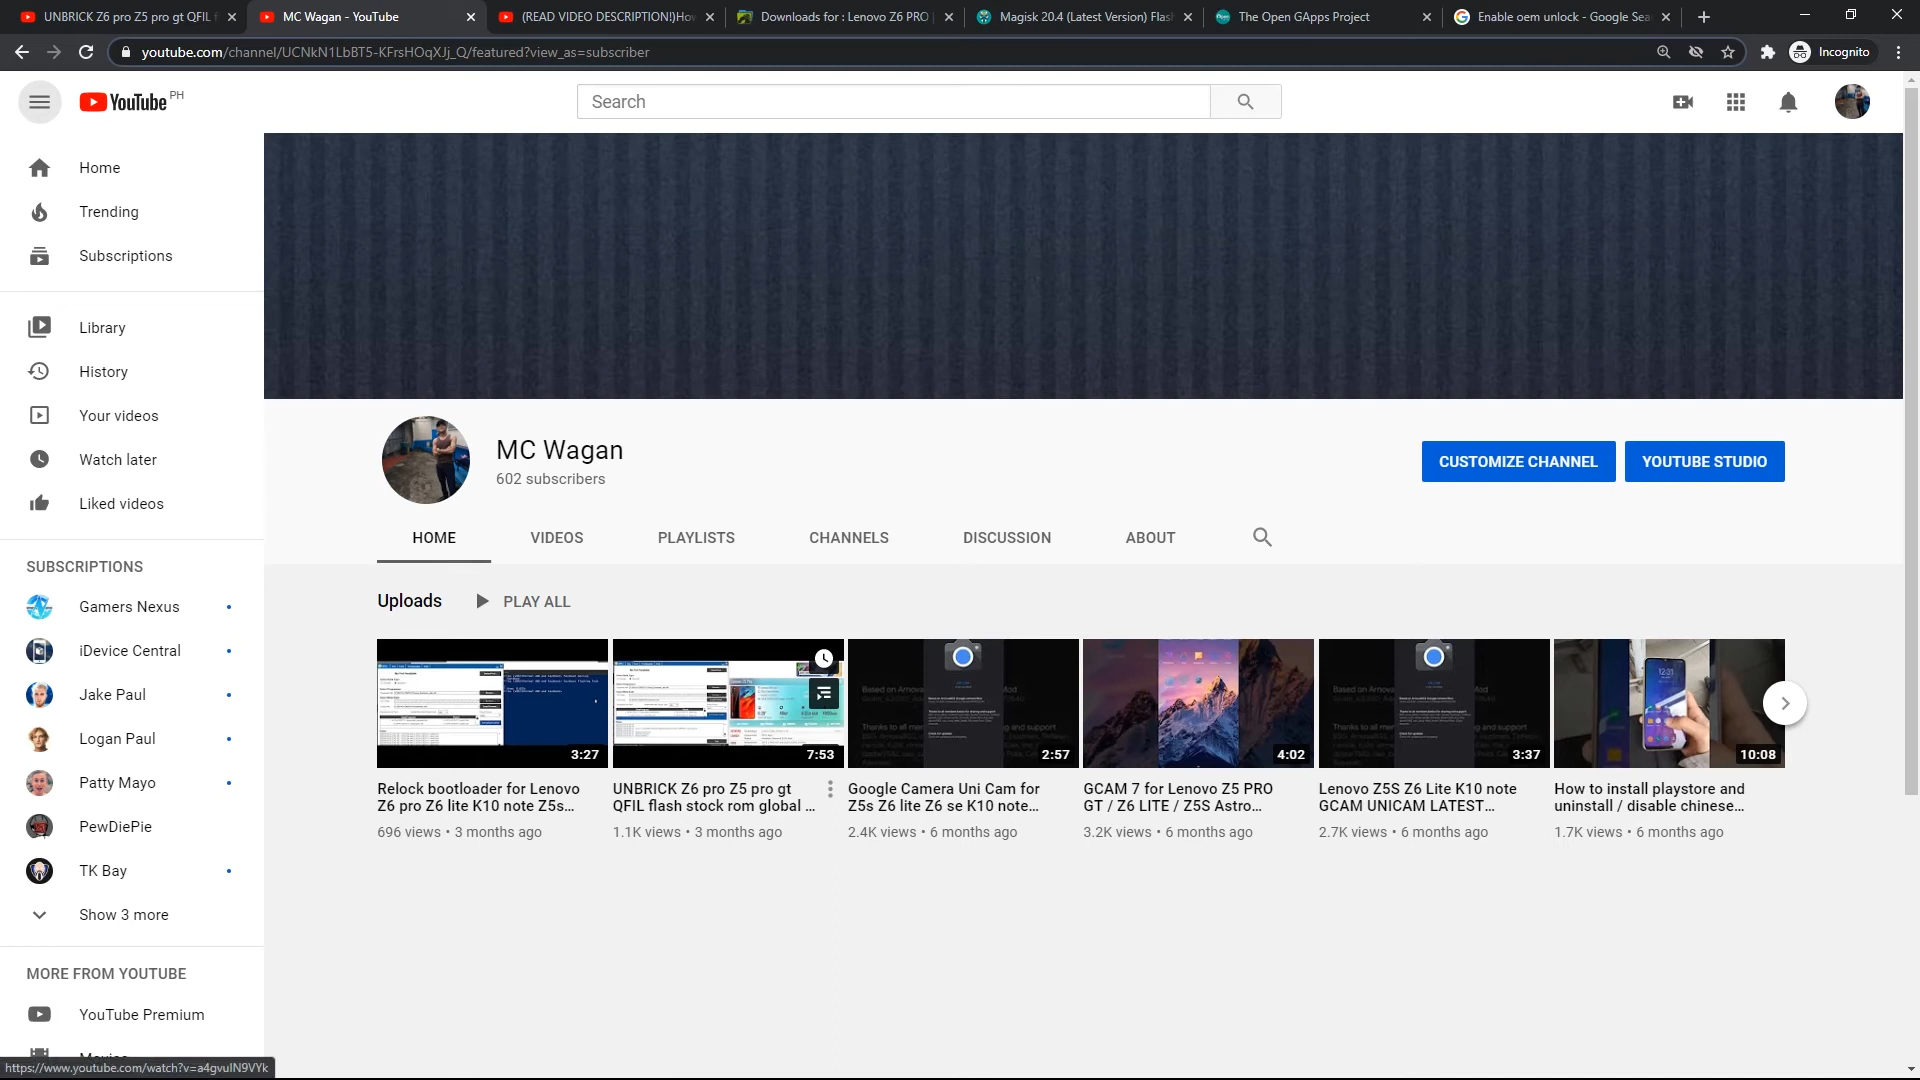 UNBRICK Z6 pro Z5 pro gt QFIL f
MC Wagan - YouTube
(READ VIDEO DESCRIPTION!)Hov
Downloads for : Lenovo Z6 PRO |
Magisk 20.4 (Latest Version) Flas
The Open GApps Project
Enable oem unlock - Google Sea
youtube.com/channel/UCNkN1LbBT5-KFrsHOqXJj_Q/featured?view_as=subscriber
Incognito
YouTube PH
Search
Home
Trending
Subscriptions
Library
History
Your videos
Watch later
Liked videos
SUBSCRIPTIONS
Gamers Nexus
iDevice Central
Jake Paul
Logan Paul
Patty Mayo
PewDiePie
TK Bay
Show 3 more
MORE FROM YOUTUBE
YouTube Premium
Movies
https://www.youtube.com/watch?v=a4gvuIN9VYk
MC Wagan
602 subscribers
CUSTOMIZE CHANNEL
YOUTUBE STUDIO
HOME
VIDEOS
PLAYLISTS
CHANNELS
DISCUSSION
ABOUT
Uploads
PLAY ALL
3:27
Relock bootloader for Lenovo
Z6 pro Z6 lite K10 note Z5s...
696 views • 3 months ago
7:53
UNBRICK Z6 pro Z5 pro gt
QFIL flash stock rom global ...
1.1K views • 3 months ago
2:57
Google Camera Uni Cam for
Z5s Z6 lite Z6 se K10 note...
2.4K views • 6 months ago
4:02
GCAM 7 for Lenovo Z5 PRO
GT / Z6 LITE / Z5S Astro...
3.2K views • 6 months ago
3:37
Lenovo Z5S Z6 Lite K10 note
GCAM UNICAM LATEST...
2.7K views • 6 months ago
10:08
How to install playstore and
uninstall / disable chinese...
1.7K views • 6 months ago